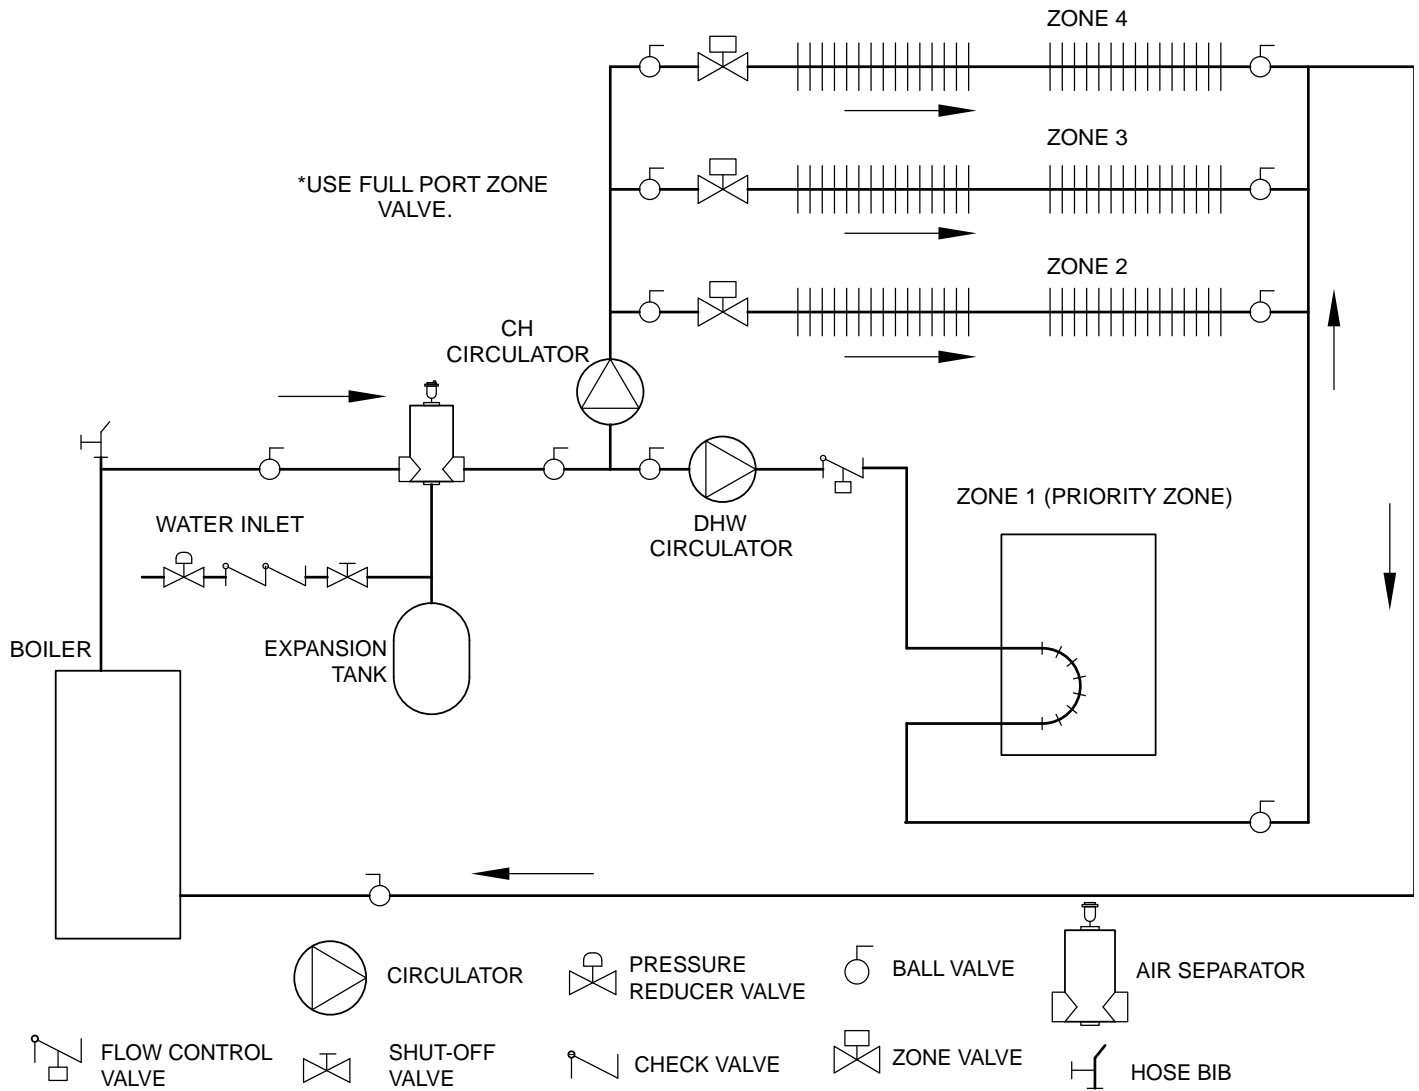 ZONE 4
ZONE 3
*USE FULL PORT ZONE
VALVE.
ZONE 2
CH
CIRCULATOR
ZONE 1 (PRIORITY ZONE)
WATER INLET
DHW
CIRCULATOR
BOILER
EXPANSION
TANK
CIRCULATOR
PRESSURE
REDUCER VALVE
BALL VALVE
AIR SEPARATOR
FLOW CONTROL
VALVE
SHUT-OFF
VALVE
CHECK VALVE
ZONE VALVE
HOSE BIB